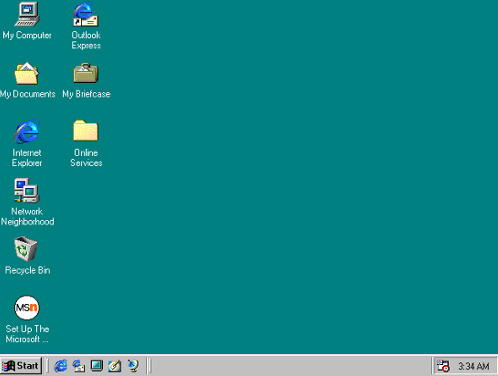 My Computer
Outlook
Express
My Documents
My Briefcase
Internet
Explorer
Online
Services
Network
Neighborhood
Recycle Bin
msn
Set Up The
Microsoft ...
Start
3:34 AM